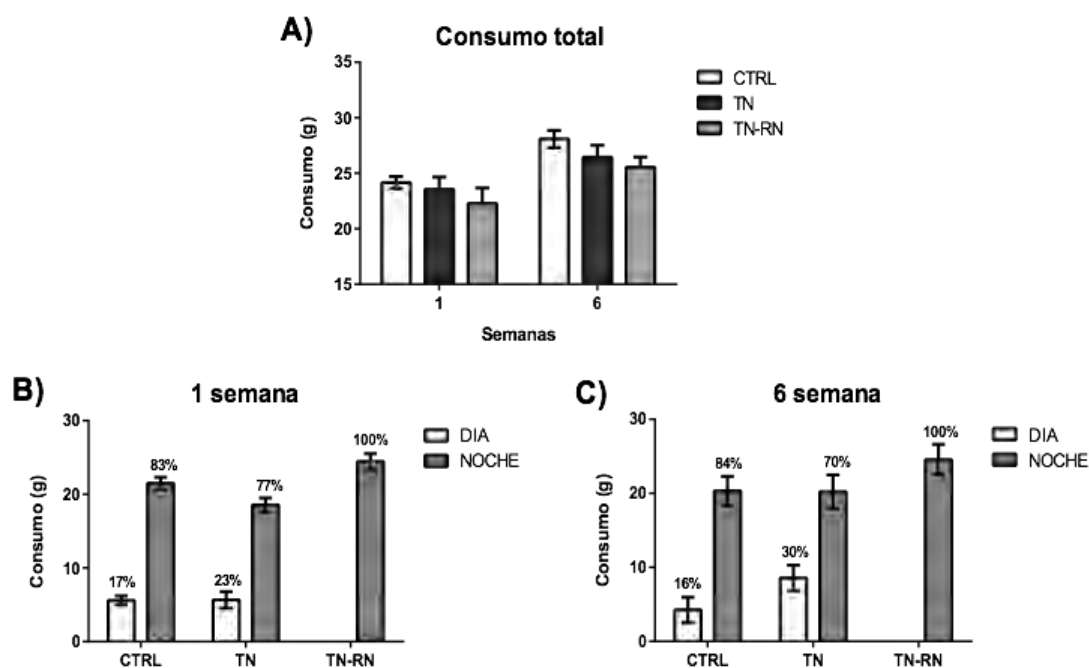 A) Consumo total
35
30
25
20
15
Consumo (g)
1 6
Semanas
CTRL
TN
TN-RN
B) 1 semana
30
20
10
0
Consumo (g)
17% 83% 23% 77% 100%
CTRL TN TN-RN
DIA
NOCHE
C) 6 semana
30
20
10
0
Consumo (g)
16% 84% 30% 70% 100%
CTRL TN TN-RN
DIA
NOCHE